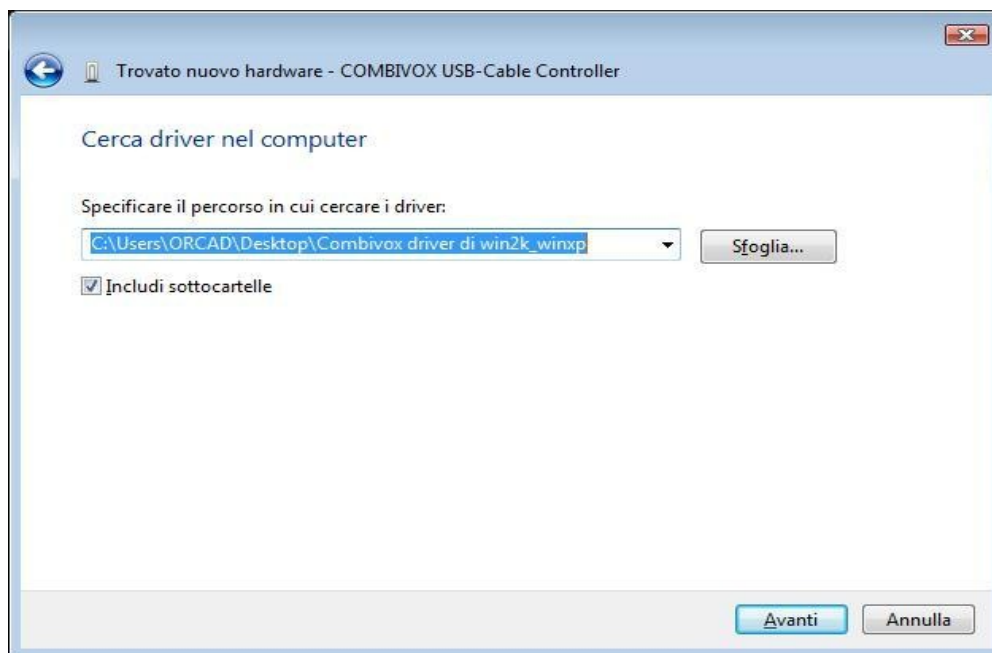 Trovato nuovo hardware - COMBIVOX USB-Cable Controller
Cerca driver nel computer
Specificare il percorso in cui cercare i driver:
C:\Users\ORCAD\Desktop\Combivox driver di win2k_winxp
Sfoglia...
Includi sottocartelle
Avanti
Annulla